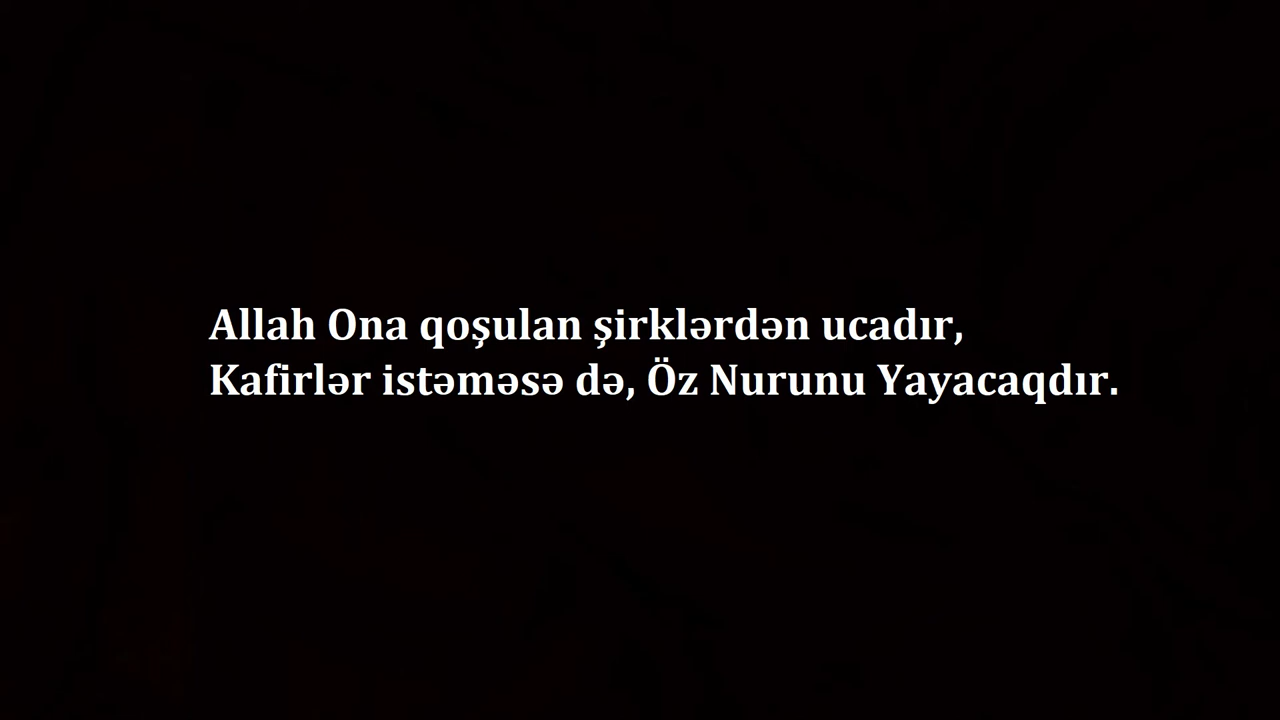 Allah Ona qoşulan şirklərdən ucadır,
Kafirlər istəməsə də, Öz Nurunu Yayacaqdır.